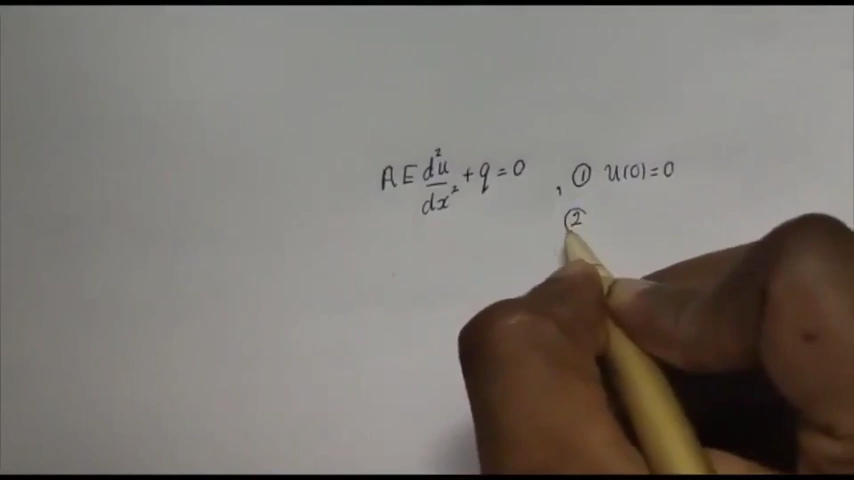 AE d²u/dx² + q = 0 , ① u(0)=0
②